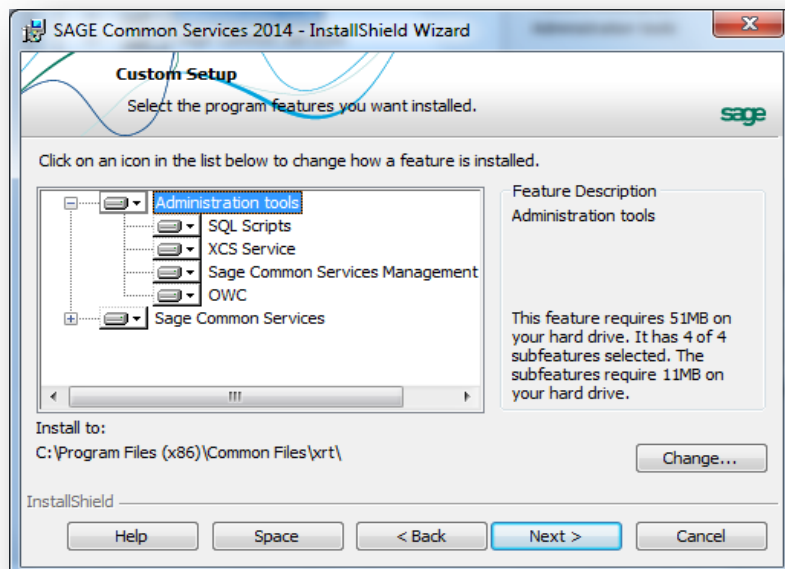 SAGE Common Services 2014 - InstallShield Wizard
Custom Setup
Select the program features you want installed.
sage
Click on an icon in the list below to change how a feature is installed.
Administration tools
SQL Scripts
XCS Service
Sage Common Services Management
OWC
Sage Common Services
Feature Description
Administration tools
This feature requires 51MB on
your hard drive. It has 4 of 4
subfeatures selected. The
subfeatures require 11MB on
your hard drive.
Install to:
C:\Program Files (x86)\Common Files\xrt\
Change...
InstallShield
Help
Space
< Back
Next >
Cancel